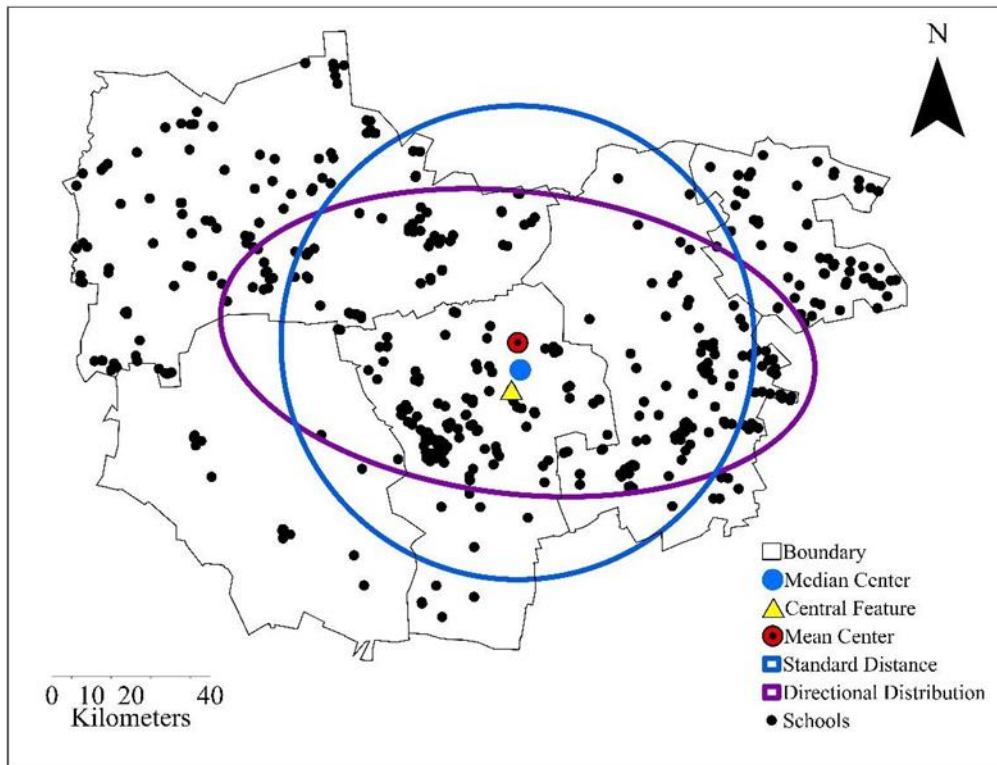 N
Boundary
Median Center
Central Feature
Mean Center
Standard Distance
Directional Distribution
Schools
0 10 20 40
Kilometers